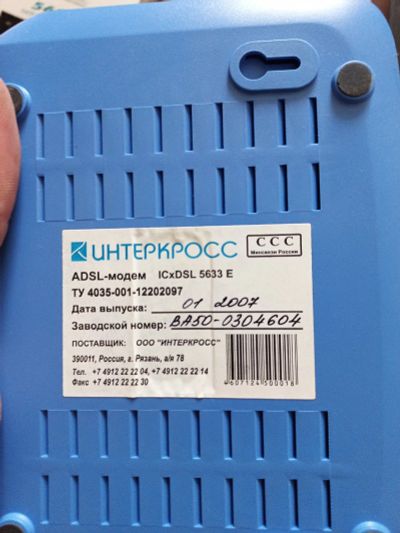 56
ИНТЕРКРОСС
ССС
Минсвязи России
ADSL-модем ICxDSL 5633 E
ТУ 4035-001-12202097
Дата выпуска: 01 2007
Заводской номер: BA50-0304604
ПОСТАВЩИК: ООО "ИНТЕРКРОСС"
390011, Россия, г. Рязань, а/я 78
Тел. +7 4912 22 22 04, +7 4912 22 22 14
Факс +7 4912 22 22 30
4607124500018